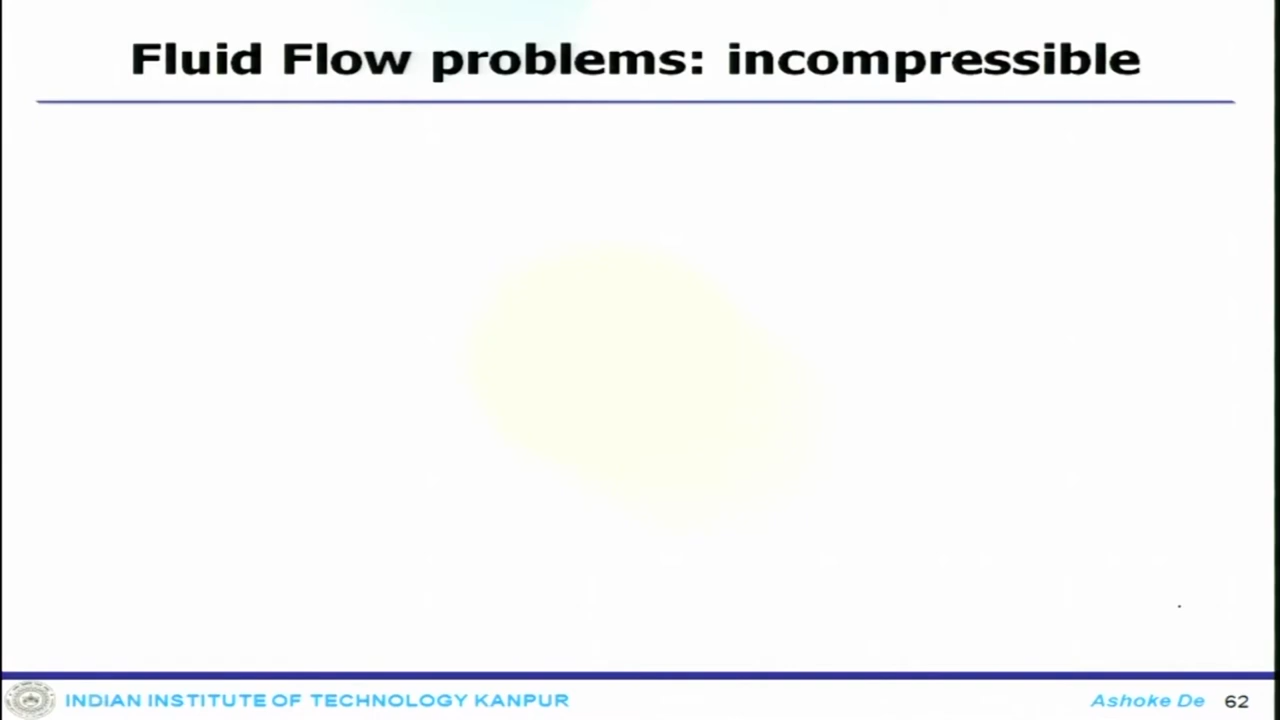 Fluid Flow problems: incompressible
INDIAN INSTITUTE OF TECHNOLOGY KANPUR
Ashoke De 62